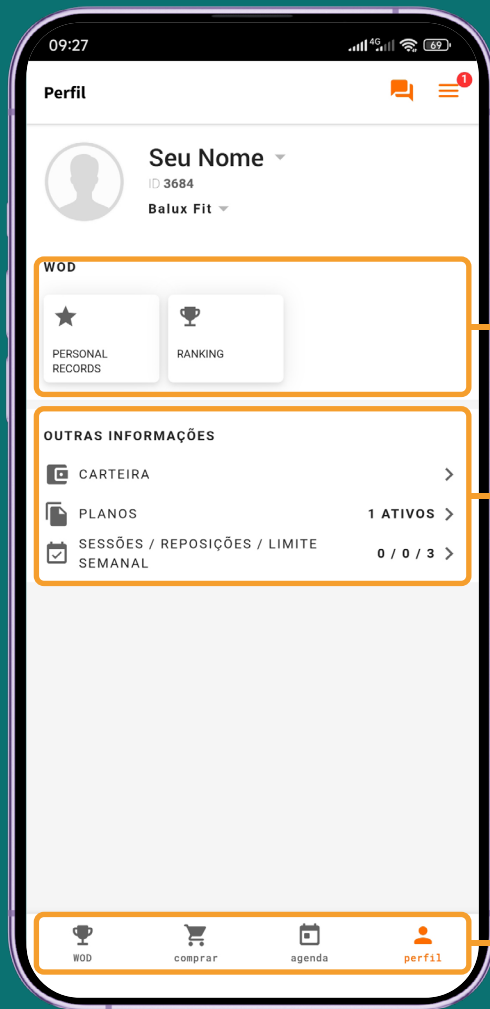 09:27
4G
69
Perfil
1
Seu Nome
ID 3684
Balux Fit
WOD
PERSONAL
RECORDS
RANKING
OUTRAS INFORMAÇÕES
CARTEIRA
PLANOS
1 ATIVOS
SESSÕES / REPOSIÇÕES / LIMITE
SEMANAL
0 / 0 / 3
WOD
comprar
agenda
perfil